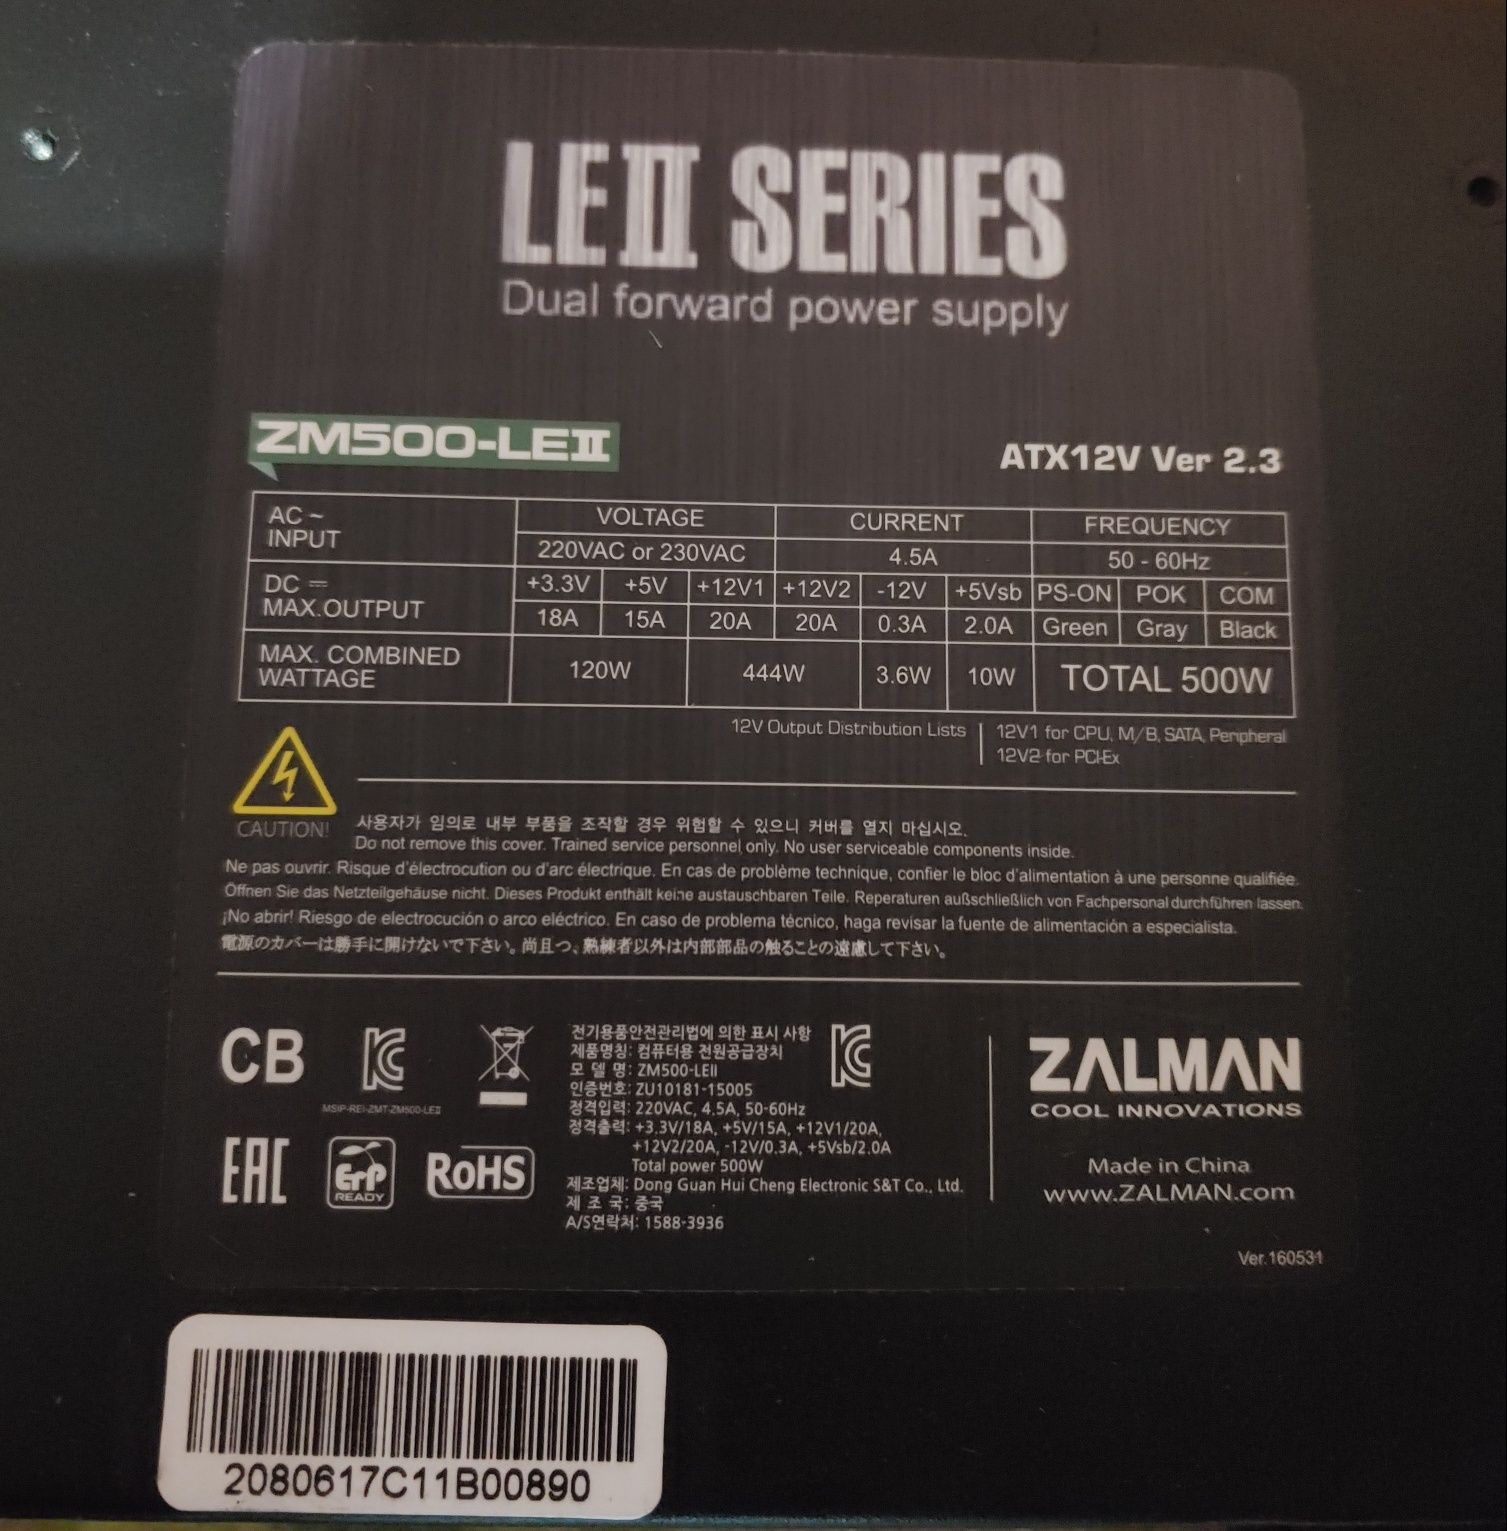 LEII SERIES
Dual forward power supply
ZM500-LEII
ATX12V Ver 2.3
AC ~ INPUT VOLTAGE CURRENT FREQUENCY
220VAC or 230VAC 4.5A 50 - 60Hz
DC MAX.OUTPUT +3.3V +5V +12V1 +12V2 -12V +5Vsb PS-ON POK COM
18A 15A 20A 20A 0.3A 2.0A Green Gray Black
MAX. COMBINED WATTAGE 120W 444W 3.6W 10W TOTAL 500W
12V Output Distribution Lists 12V1 for CPU, M/B, SATA, Peripheral
12V2 for PCI-Ex
CAUTION!
사용자가 임의로 내부 부품을 조작할 경우 위험할 수 있으니 커버를 열지 마십시오.
Do not remove this cover. Trained service personnel only. No user serviceable components inside.
Ne pas ouvrir. Risque d'électrocution ou d'arc électrique. En cas de problème technique, confier le bloc d'alimentation à une personne qualifiée.
Öffnen Sie das Netzteilgehäuse nicht. Dieses Produkt enthält keine austauschbaren Teile. Reperaturen außschließlich von Fachpersonal durchführen lassen.
¡No abrir! Riesgo de electrocución o arco eléctrico. En caso de problema técnico, haga revisar la fuente de alimentación a especialista.
電源のカバーは勝手に開けないで下さい。尚且つ、熟練者以外は内部部品の触ることの遠慮して下さい。
CB
KC
MSIP-REI-ZMT-ZM500-LEII
EAC
ErP
READY
RoHS
전기용품안전관리법에 의한 표시 사항
제품명칭: 컴퓨터용 전원공급장치
모 델 명: ZM500-LEII
인증번호: ZU10181-15005
정격입력: 220VAC, 4.5A, 50-60Hz
정격출력: +3.3V/18A, +5V/15A, +12V1/20A,
+12V2/20A, -12V/0.3A, +5Vsb/2.0A
Total power 500W
제조업체: Dong Guan Hui Cheng Electronic S&T Co., Ltd.
제 조 국: 중국
A/S연락처: 1588-3936
KC
ZALMAN
COOL INNOVATIONS
Made in China
www.ZALMAN.com
Ver.160531
2080617C11B00890